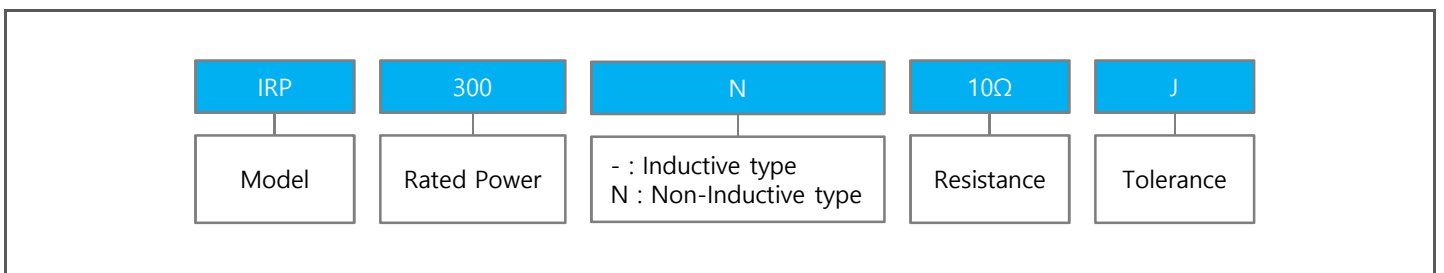 IRP 300 N 10Ω J
Model Rated Power - : Inductive type
N : Non-Inductive type Resistance Tolerance